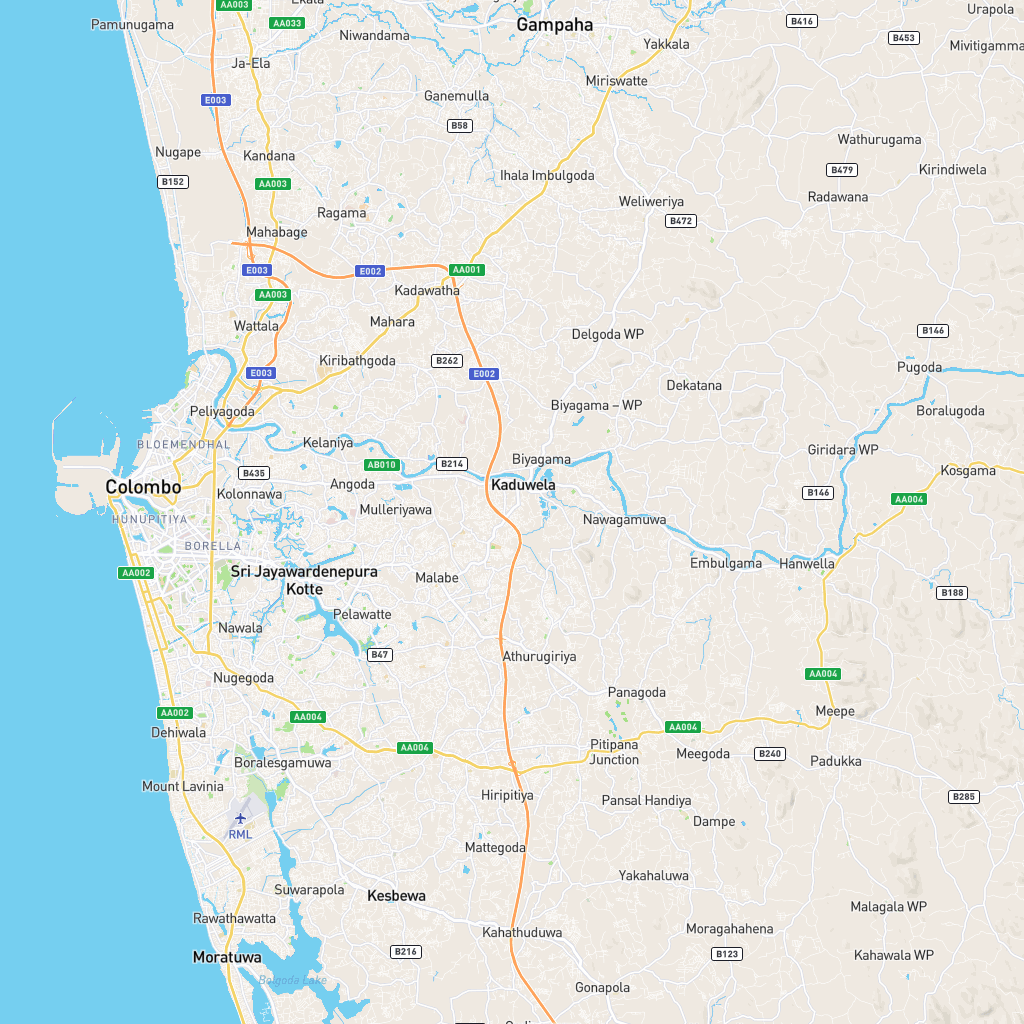 AA003
Ekala
Pamunugama
AA033
Gampaha
B416
Urapola
Niwandama
Yakkala
B453
Mivitigamma
Ja-Ela
Miriswatte
E003
Ganemulla
B58
Wathurugama
Nugape
Kandana
B479
Kirindiwela
B152
AA003
Ihala Imbulgoda
Radawana
Weliweriya
Ragama
B472
Mahabage
E003
E002
AA001
AA003
Kadawatha
Wattala
Mahara
Delgoda WP
B146
Kiribathgoda
B262
Pugoda
E003
E002
Dekatana
Peliyagoda
Biyagama – WP
Boralugoda
BLOEMENDHAL
Kelaniya
Giridara WP
B435
AB010
B214
Biyagama
Kosgama
Colombo
Angoda
Kaduwela
Kolonnawa
B146
AA004
HUNUPITIYA
Mulleriyawa
Nawagamuwa
BORELLA
Embulgama
Hanwella
AA002
Sri Jayawardenepura
Kotte
Malabe
B188
Pelawatte
Nawala
B47
Athurugiriya
Nugegoda
AA004
Panagoda
AA002
AA004
AA004
Meepe
Dehiwala
Pitipana
Junction
Boralesgamuwa
Meegoda
B240
Padukka
Mount Lavinia
Hiripitiya
Pansal Handiya
B285
RML
Dampe
Mattegoda
Suwarapola
Kesbewa
Yakahaluwa
Malagala WP
Rawathawatta
Kahathuduwa
Moragahahena
Moratuwa
B216
B123
Kahawala WP
Bolgoda Lake
Gonapola